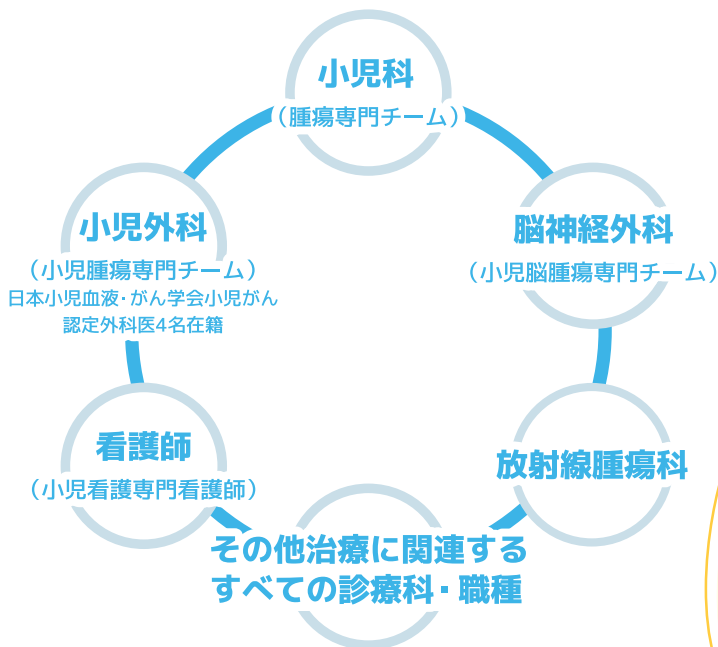 小児科
（腫瘍専門チーム）
小児外科
（小児腫瘍専門チーム）
日本小児血液・がん学会小児がん
認定外科医4名在籍
脳神経外科
（小児脳腫瘍専門チーム）
看護師
（小児看護専門看護師）
放射線腫瘍科
その他治療に関連する
すべての診療科・職種